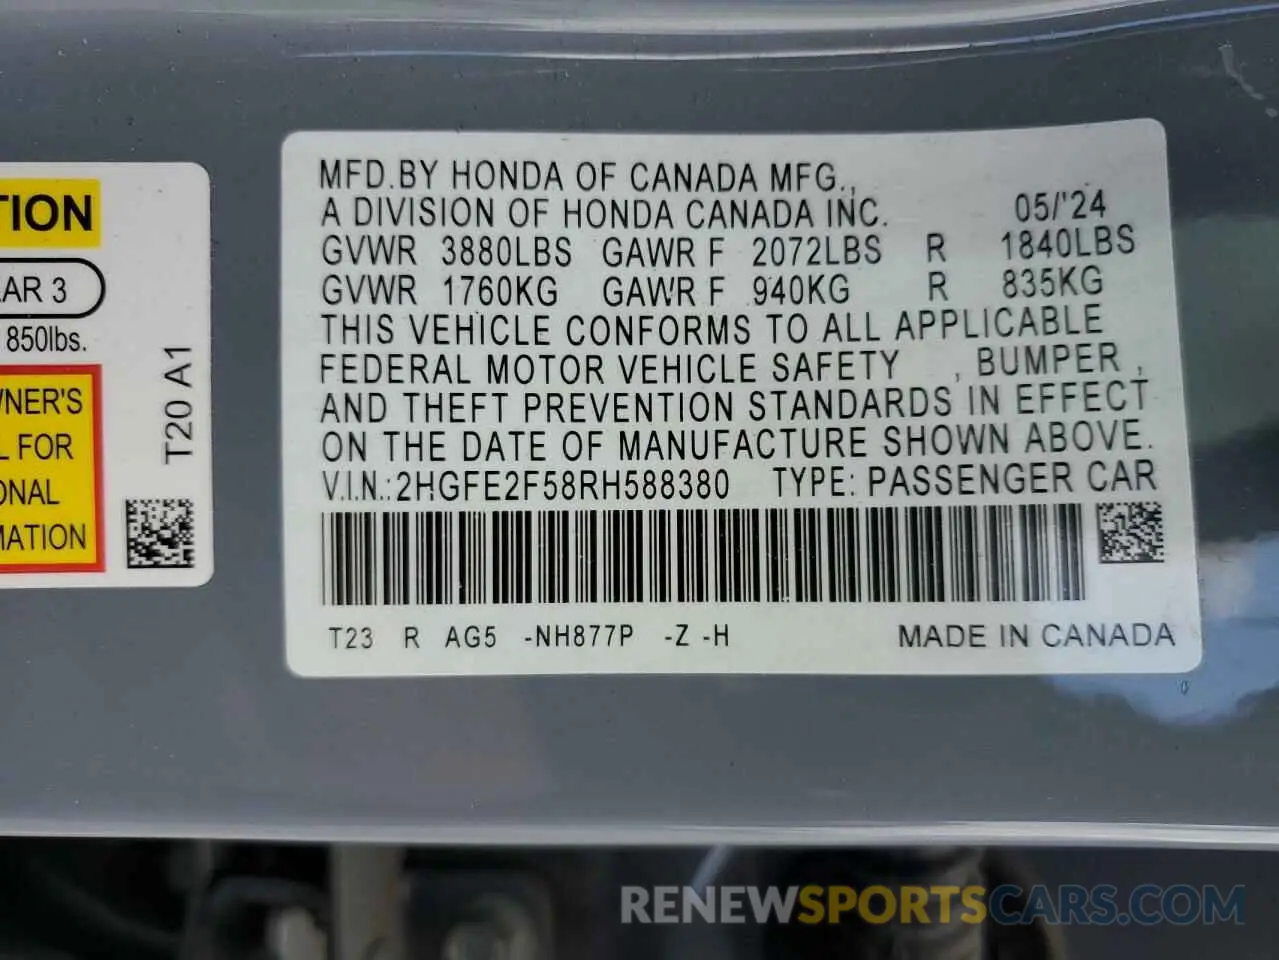 TION
AR 3
850lbs.
NER'S
L FOR
ONAL
MATION
T20 A1
MFD.BY HONDA OF CANADA MFG.,
A DIVISION OF HONDA CANADA INC. 05/'24
GVWR 3880LBS GAWR F 2072LBS R 1840LBS
GVWR 1760KG GAWR F 940KG R 835KG
THIS VEHICLE CONFORMS TO ALL APPLICABLE
FEDERAL MOTOR VEHICLE SAFETY , BUMPER ,
AND THEFT PREVENTION STANDARDS IN EFFECT
ON THE DATE OF MANUFACTURE SHOWN ABOVE.
V.I.N.:2HGFE2F58RH588380 TYPE: PASSENGER CAR
T23 R AG5 -NH877P -Z -H MADE IN CANADA
RENEWSPORTSCARS.COM